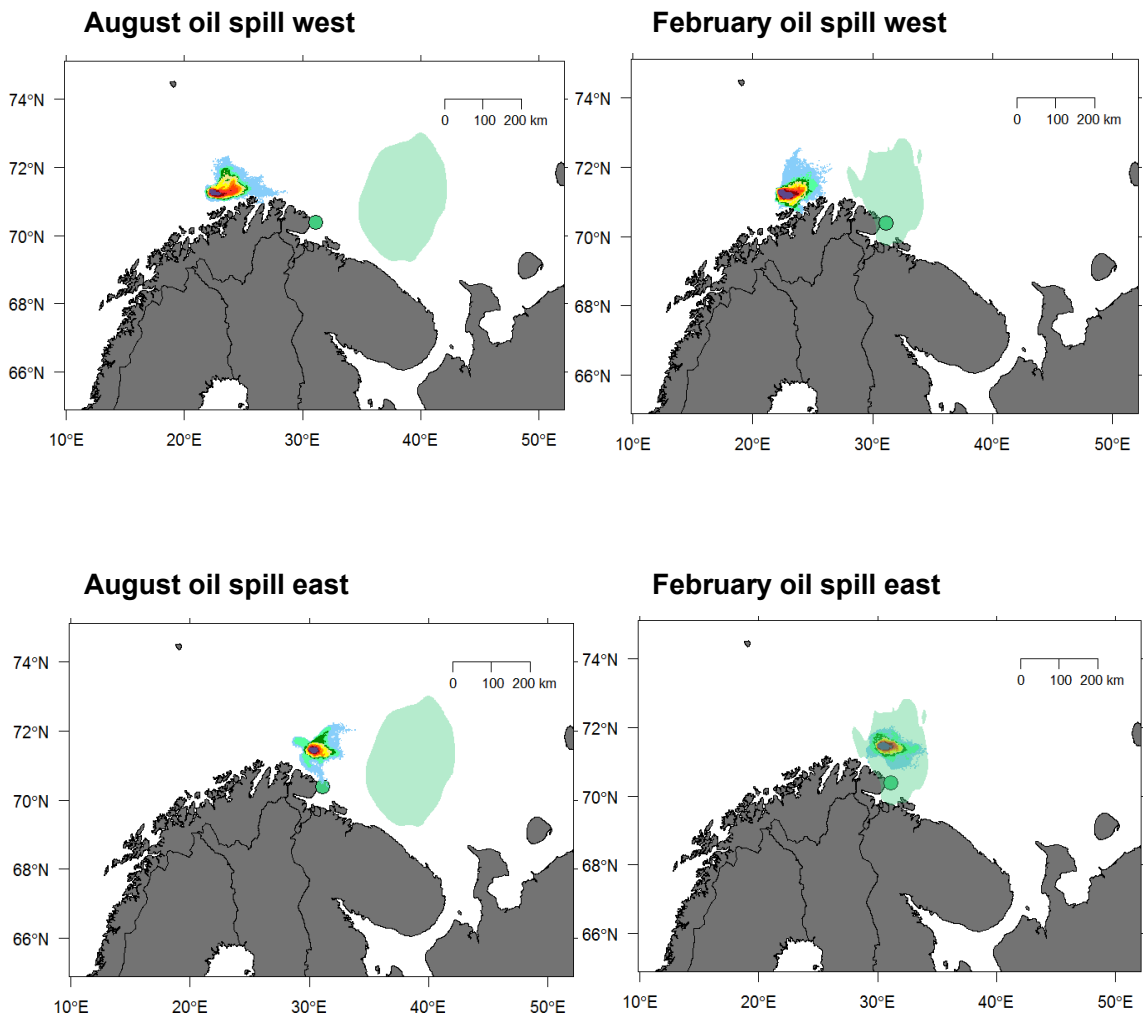 August oil spill west
February oil spill west
74°N
72°N
70°N
68°N
66°N
0 100 200 km
10°E 20°E 30°E 40°E 50°E
74°N
72°N
70°N
68°N
66°N
0 100 200 km
10°E 20°E 30°E 40°E 50°E
August oil spill east
February oil spill east
74°N
72°N
70°N
68°N
66°N
0 100 200 km
10°E 20°E 30°E 40°E 50°E
74°N
72°N
70°N
68°N
66°N
0 100 200 km
10°E 20°E 30°E 40°E 50°E